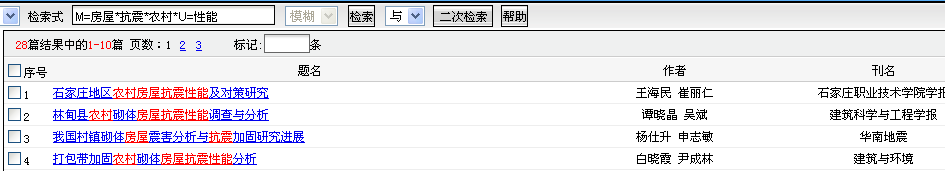 检索式 M=房屋*抗震*农村*U=性能 模糊 检索 与 二次检索 帮助
28篇结果中的1-10篇 页数：1 2 3 标记: 条
序号 题名 作者 刊名
1 石家庄地区农村房屋抗震性能及对策研究 王海民 崔丽仁 石家庄职业技术学院学报
2 林甸县农村砌体房屋抗震性能调查与分析 谭晓晶 吴斌 建筑科学与工程学报
3 我国村镇砌体房屋震害分析与抗震加固研究进展 杨仕升 申志敏 华南地震
4 打包带加固农村砌体房屋抗震性能分析 白晓霞 尹成林 建筑与环境